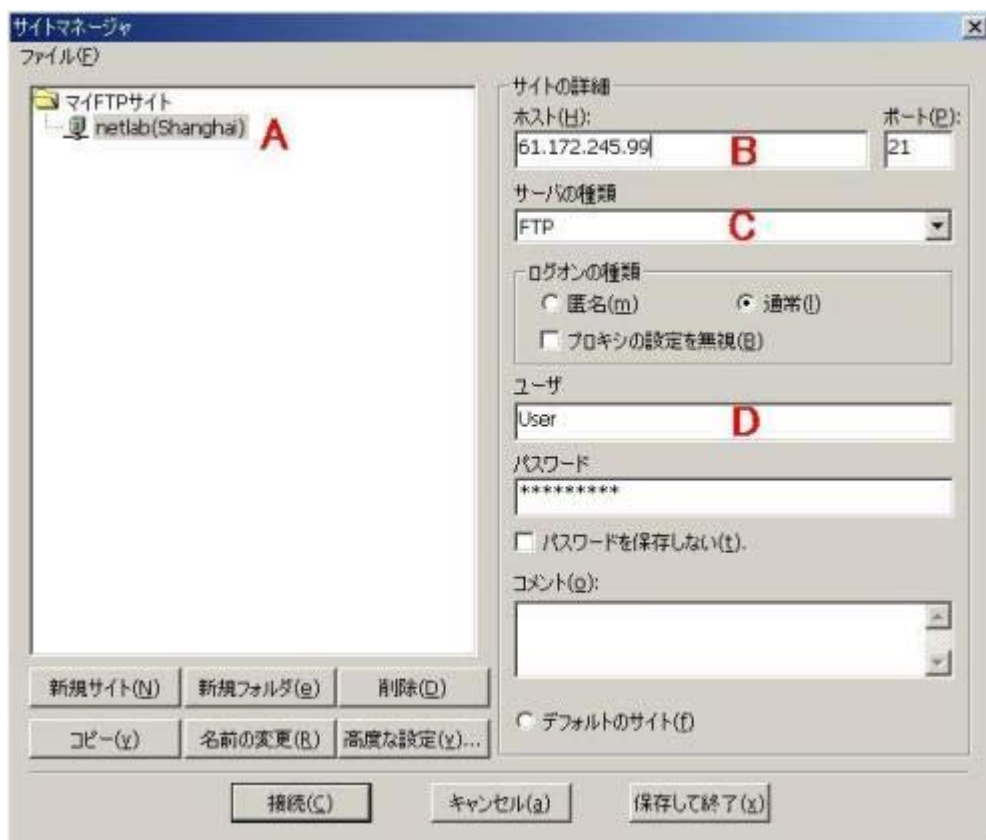 サイトマネージャ
ファイル(F)
マイFTPサイト
netlab(Shanghai)
A
サイトの詳細
ホスト(H):
ポート(P):
61.172.245.99
B
21
サーバの種類
FTP
C
ログオンの種類
匿名(m)
通常(l)
プロキシの設定を無視(B)
ユーザ
User
D
パスワード
*********
パスワードを保存しない(t).
コメント(o):
デフォルトのサイト(f)
新規サイト(N)
新規フォルダ(e)
削除(D)
コピー(y)
名前の変更(R)
高度な設定(v)...
接続(C)
キャンセル(a)
保存して終了(x)